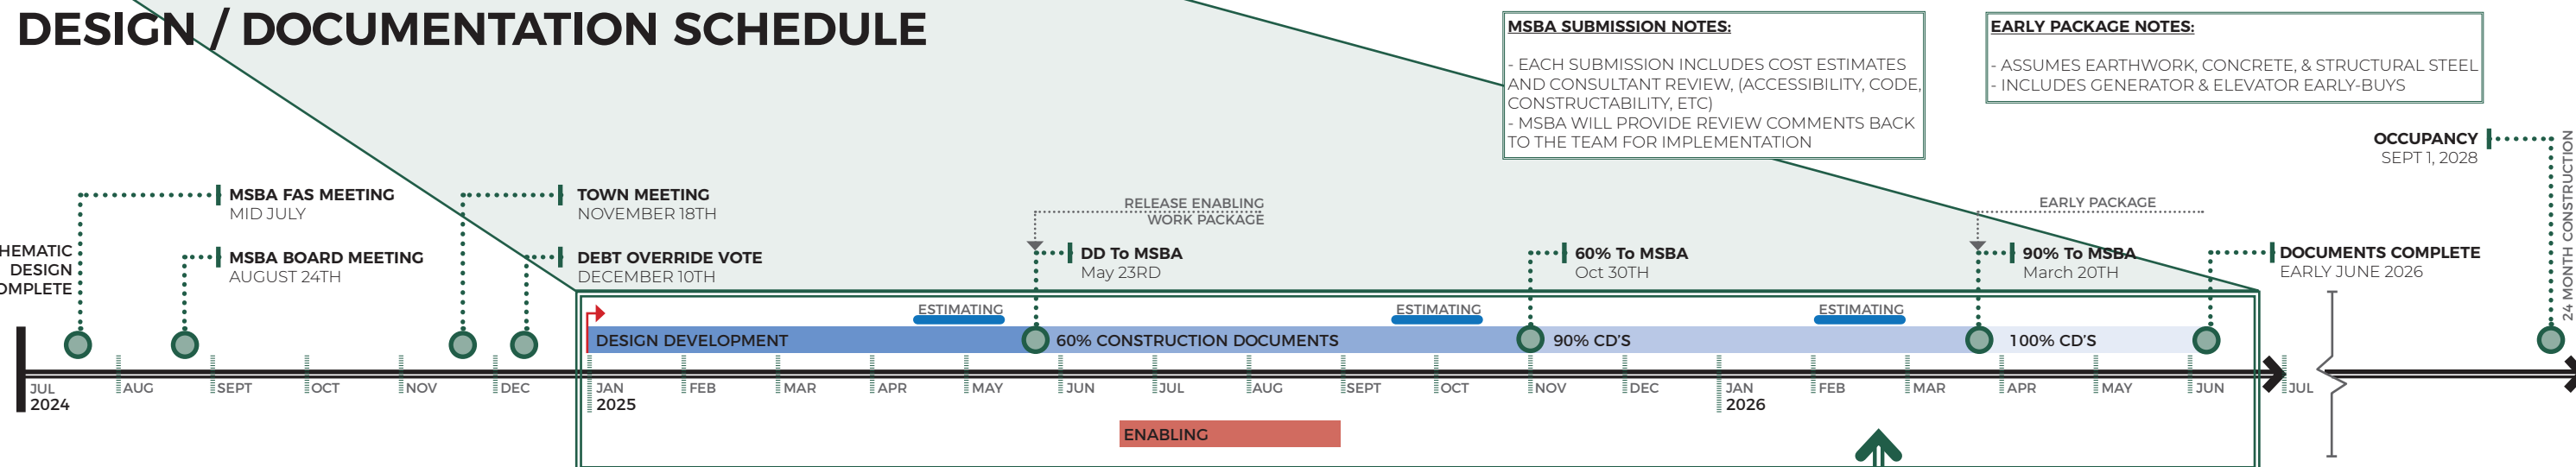 DESIGN / DOCUMENTATION SCHEDULE
MSBA SUBMISSION NOTES:
- EACH SUBMISSION INCLUDES COST ESTIMATES
AND CONSULTANT REVIEW, (ACCESSIBILITY, CODE,
CONSTRUCTABILITY, ETC)
- MSBA WILL PROVIDE REVIEW COMMENTS BACK
TO THE TEAM FOR IMPLEMENTATION
EARLY PACKAGE NOTES:
- ASSUMES EARTHWORK, CONCRETE, & STRUCTURAL STEEL
- INCLUDES GENERATOR & ELEVATOR EARLY-BUYS
OCCUPANCY
SEPT 1, 2028
24 MONTH CONSTRUCTION
HEMATIC
DESIGN
OMPLETE
MSBA FAS MEETING
MID JULY
MSBA BOARD MEETING
AUGUST 24TH
TOWN MEETING
NOVEMBER 18TH
DEBT OVERRIDE VOTE
DECEMBER 10TH
RELEASE ENABLING
WORK PACKAGE
DD To MSBA
May 23RD
60% To MSBA
Oct 30TH
EARLY PACKAGE
90% To MSBA
March 20TH
DOCUMENTS COMPLETE
EARLY JUNE 2026
ESTIMATING
ESTIMATING
ESTIMATING
DESIGN DEVELOPMENT
60% CONSTRUCTION DOCUMENTS
90% CD'S
100% CD'S
JUL AUG SEPT OCT NOV DEC JAN FEB MAR APR MAY JUN JUL AUG SEPT OCT NOV DEC JAN FEB MAR APR MAY JUN JUL
2024 2025 2026
ENABLING